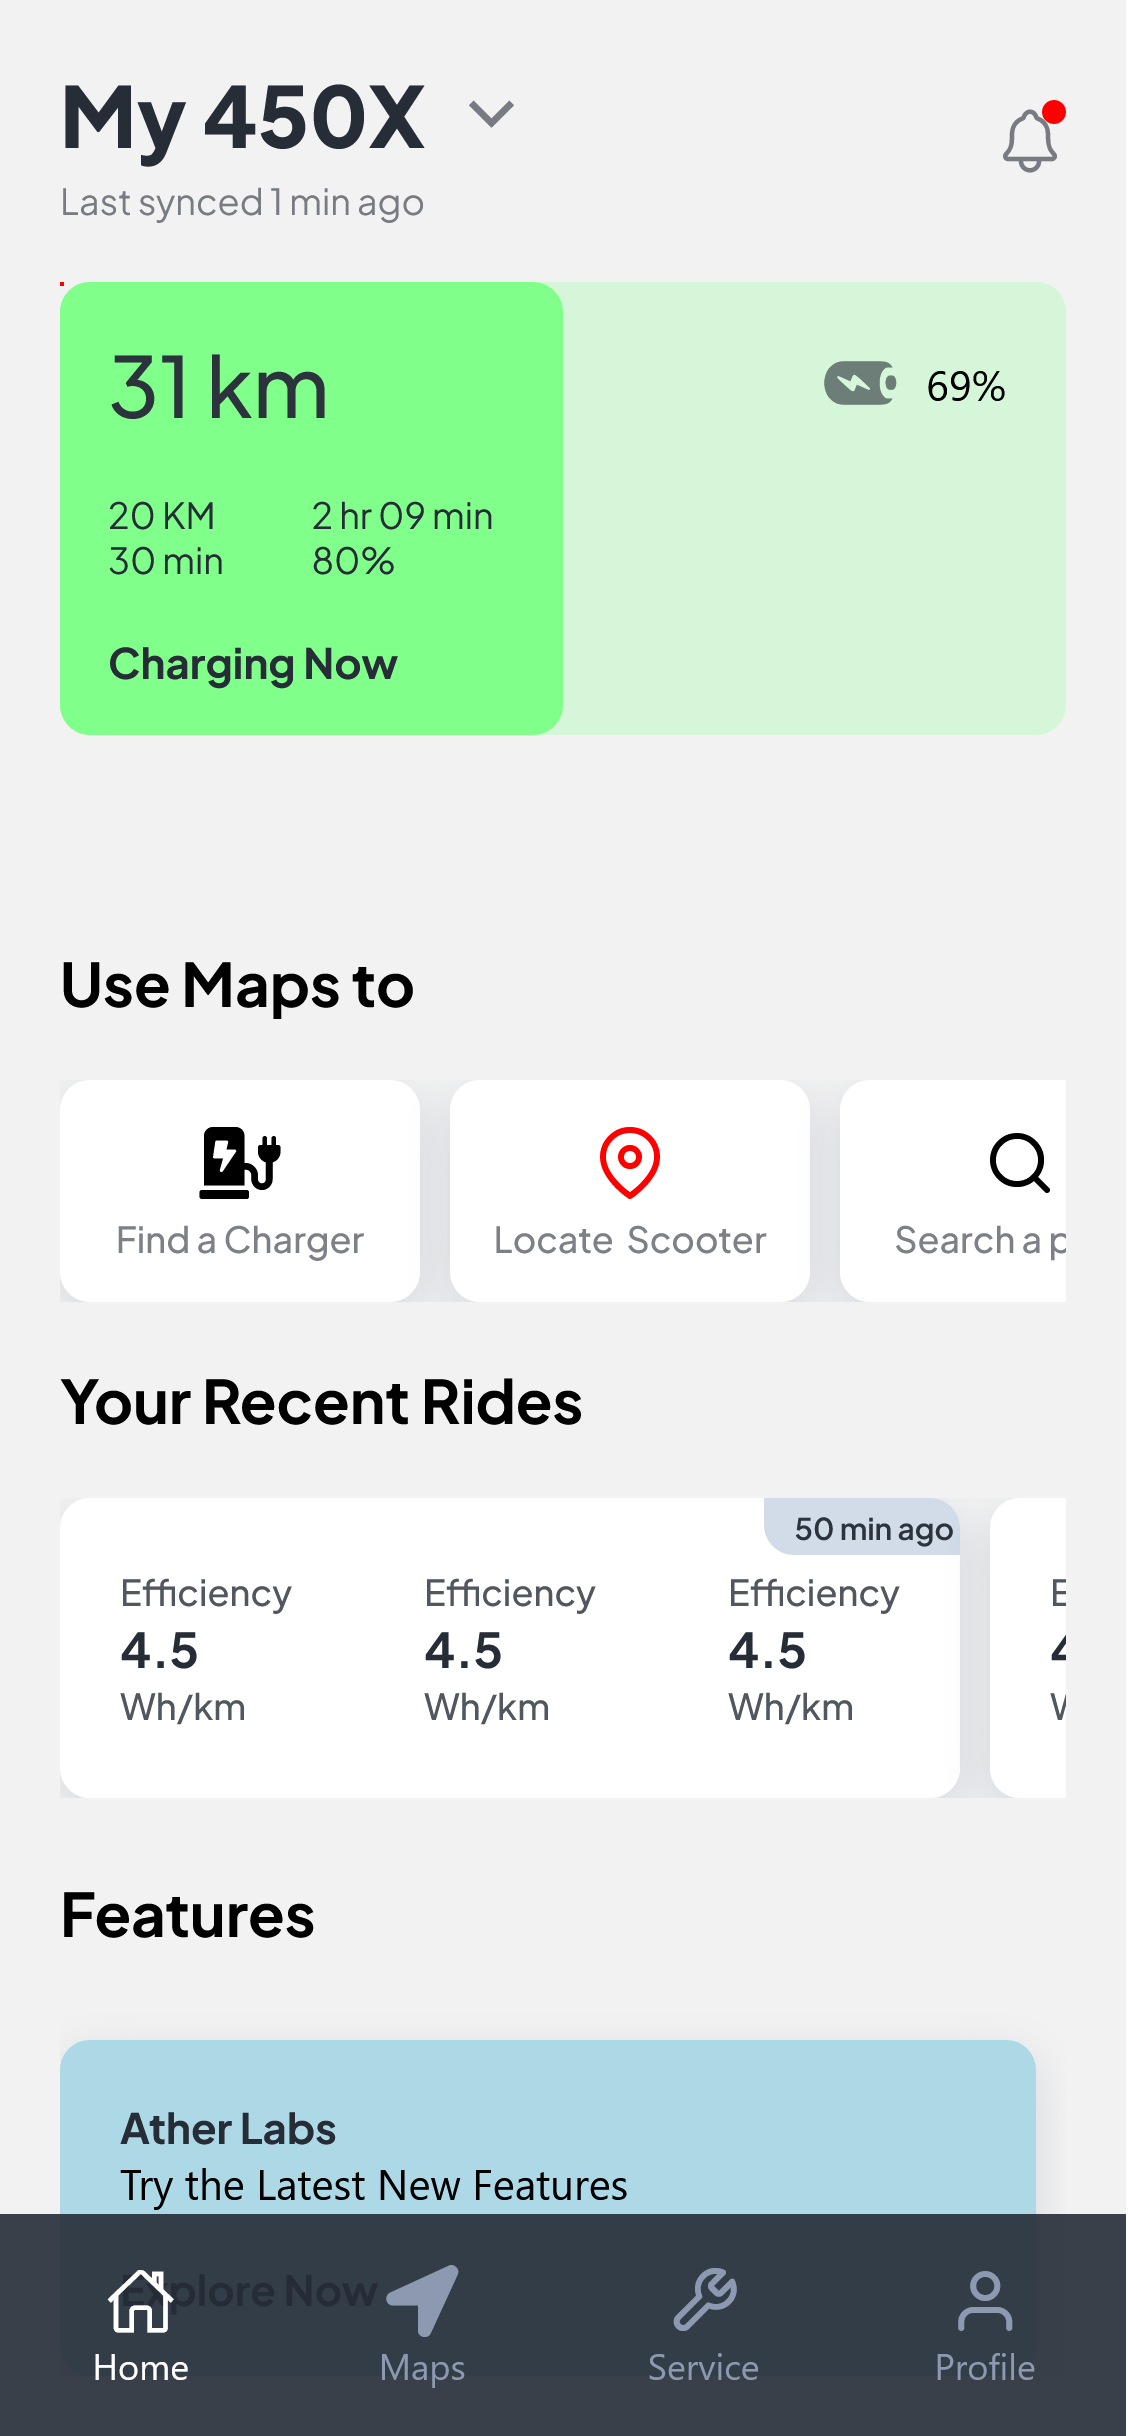 My 450X
Last synced 1 min ago
31 km
69%
20 KM
2 hr 09 min
30 min
80%
Charging Now
Use Maps to
Find a Charger
Locate Scooter
Search a p
Your Recent Rides
50 min ago
Efficiency
4.5
Wh/km
Efficiency
4.5
Wh/km
Efficiency
4.5
Wh/km
Features
Ather Labs
Try the Latest New Features
Explore Now
Home
Maps
Service
Profile